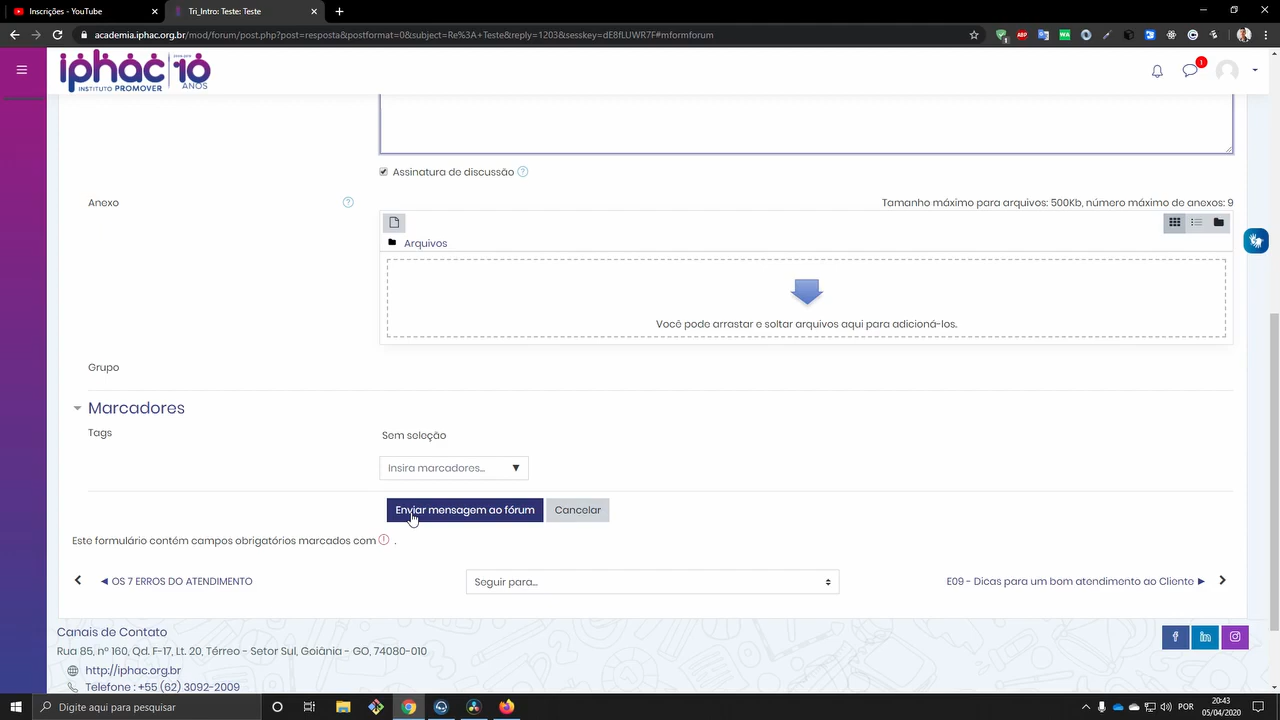 Inscrições - YouTube
Tri_Intro: Teste: Teste
academia.iphac.org.br/mod/forum/post.php?post=resposta&postformat=0&subject=Re%3A+Teste&reply=1203&sesskey=dE8fLUWR7F#mformforum
ABP
WA
iphac 10
INSTITUTO PROMOVER
ANOS
1
Assinatura de discussão
Anexo
Tamanho máximo para arquivos: 500Kb, número máximo de anexos: 9
Arquivos
Você pode arrastar e soltar arquivos aqui para adicioná-los.
Grupo
Marcadores
Tags
Sem seleção
Insira marcadores...
Enviar mensagem ao fórum
Cancelar
Este formulário contém campos obrigatórios marcados com .
◄ OS 7 ERROS DO ATENDIMENTO
Seguir para...
E09 - Dicas para um bom atendimento ao Cliente ►
Canais de Contato
Rua 85, nº 160, Qd. F-17, Lt. 20, Térreo - Setor Sul, Goiânia - GO, 74080-010
http://iphac.org.br
Telefone : +55 (62) 3092-2009
Digite aqui para pesquisar
POR
20:43
05/04/2020